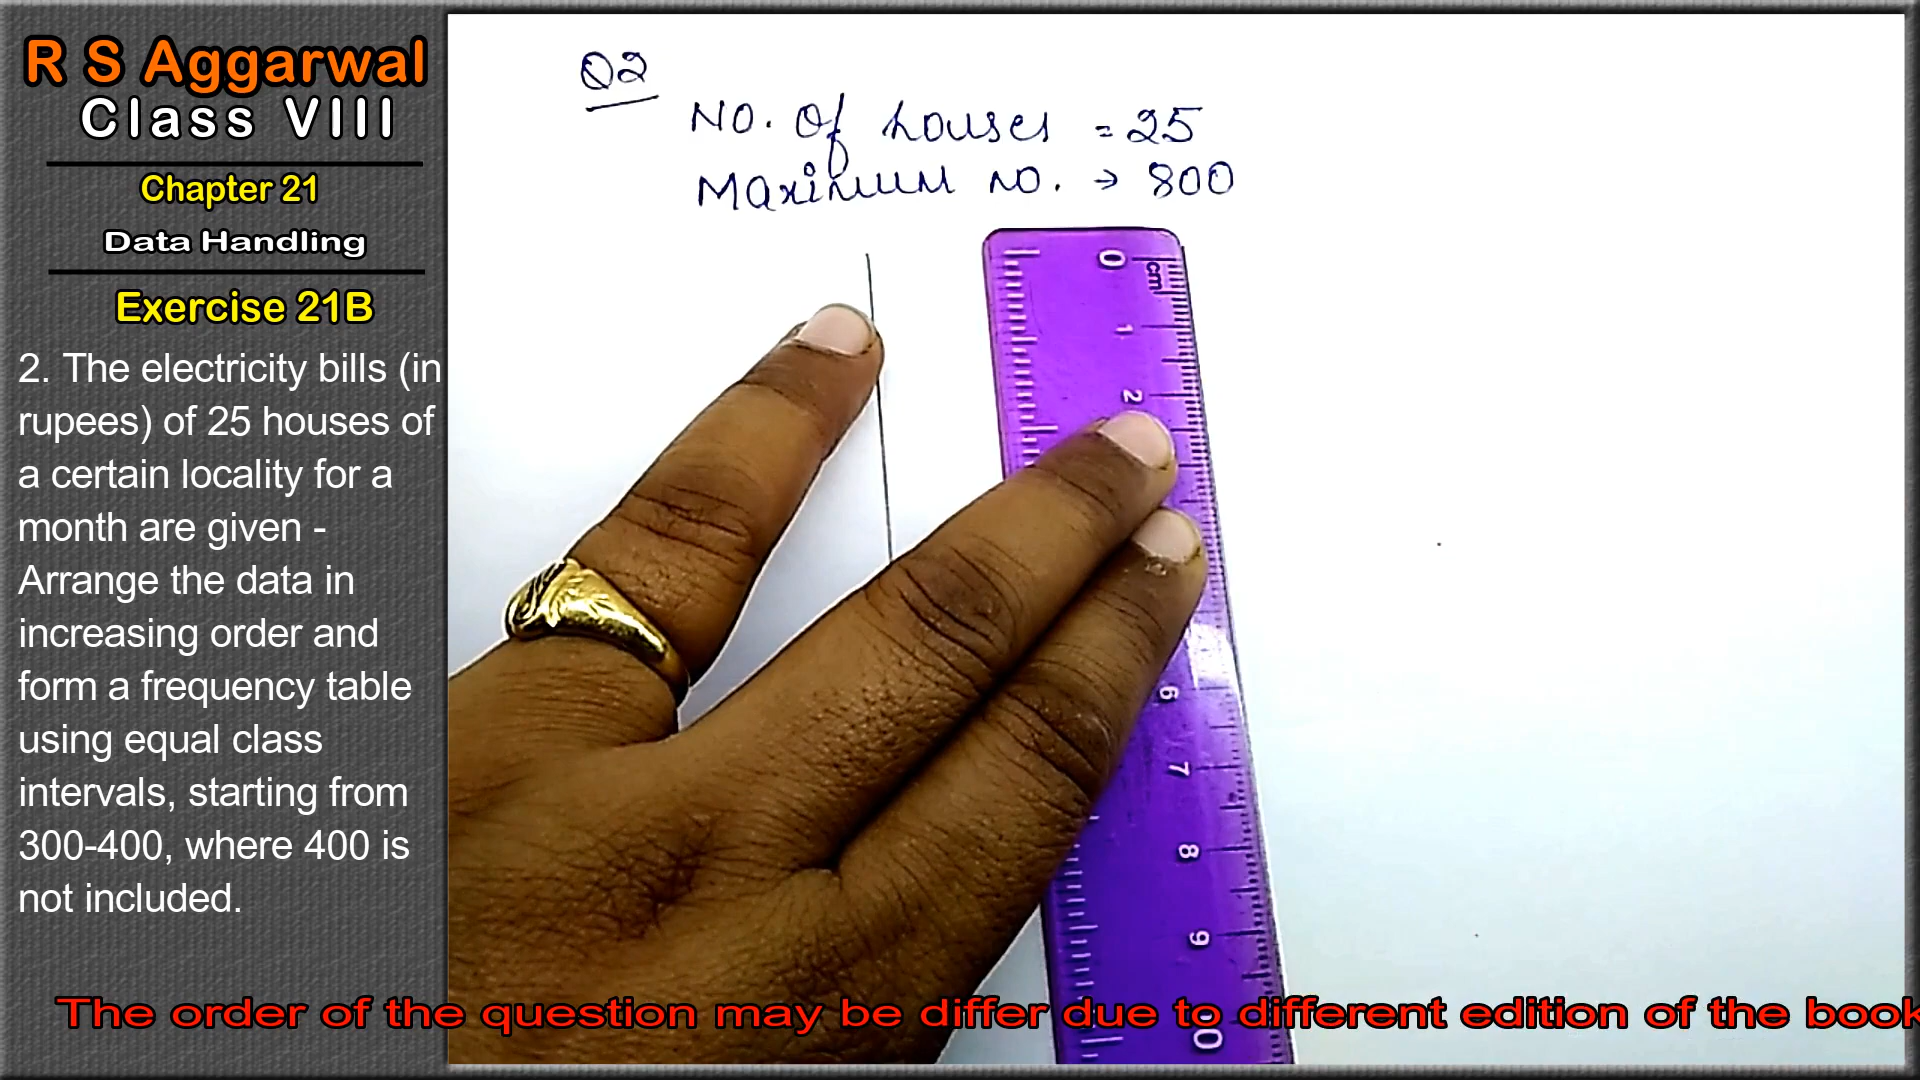 R S Aggarwal
Class VIII
Chapter 21
Data Handling
Exercise 21B
2. The electricity bills (in
rupees) of 25 houses of
a certain locality for a
month are given -
Arrange the data in
increasing order and
form a frequency table
using equal class
intervals, starting from
300-400, where 400 is
not included.
Q2
No. of houses = 25
Maximum no. → 800
0
cm
1
2
6
7
8
9
10
The order of the question may be differ due to different edition of the book